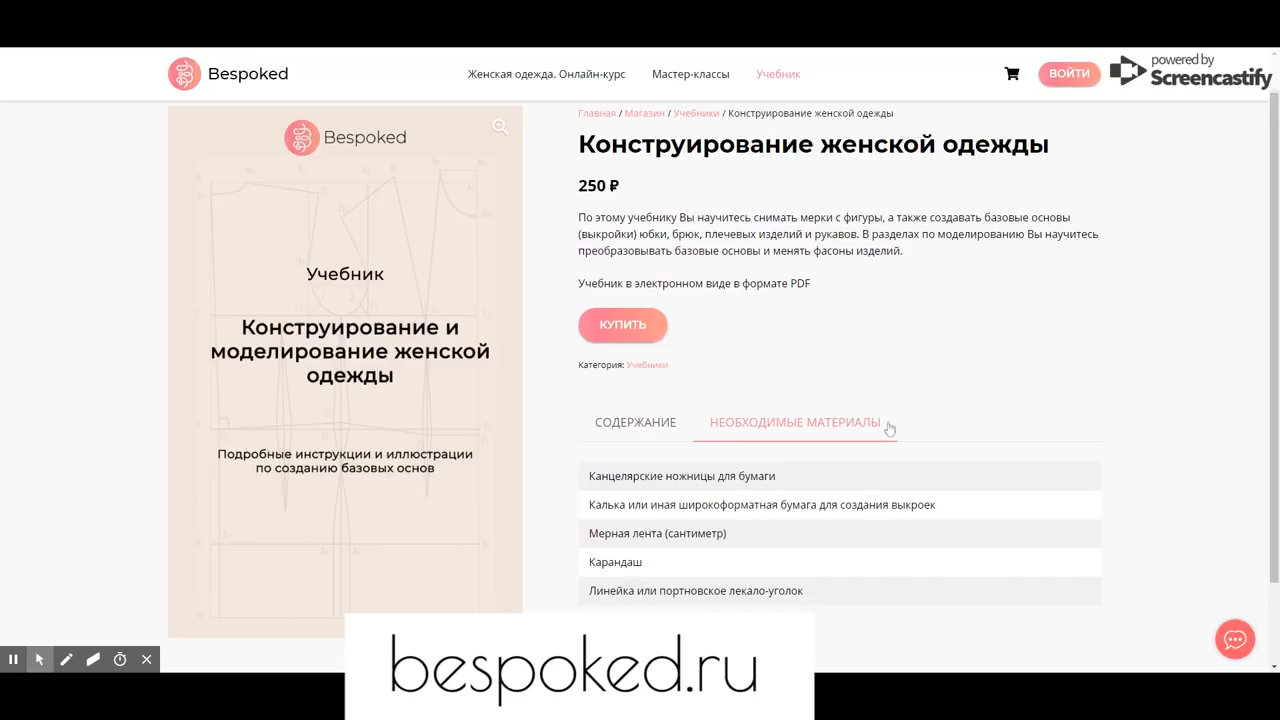 Bespoked
Женская одежда. Онлайн-курс
Мастер-классы
Учебник
ВОЙТИ
powered by
Screencastify
Bespoked
Учебник
Конструирование и
моделирование женской
одежды
Подробные инструкции и иллюстрации
по созданию базовых основ
Главная / Магазин / Учебники / Конструирование женской одежды
Конструирование женской одежды
250 ₽
По этому учебнику Вы научитесь снимать мерки с фигуры, а также создавать базовые основы
(выкройки) юбки, брюк, плечевых изделий и рукавов. В разделах по моделированию Вы научитесь
преобразовывать базовые основы и менять фасоны изделий.
Учебник в электронном виде в формате PDF
КУПИТЬ
Категория: Учебники
СОДЕРЖАНИЕ
НЕОБХОДИМЫЕ МАТЕРИАЛЫ
Канцелярские ножницы для бумаги
Калька или иная широкоформатная бумага для создания выкроек
Мерная лента (сантиметр)
Карандаш
Линейка или портновское лекало-уголок
bespoked.ru